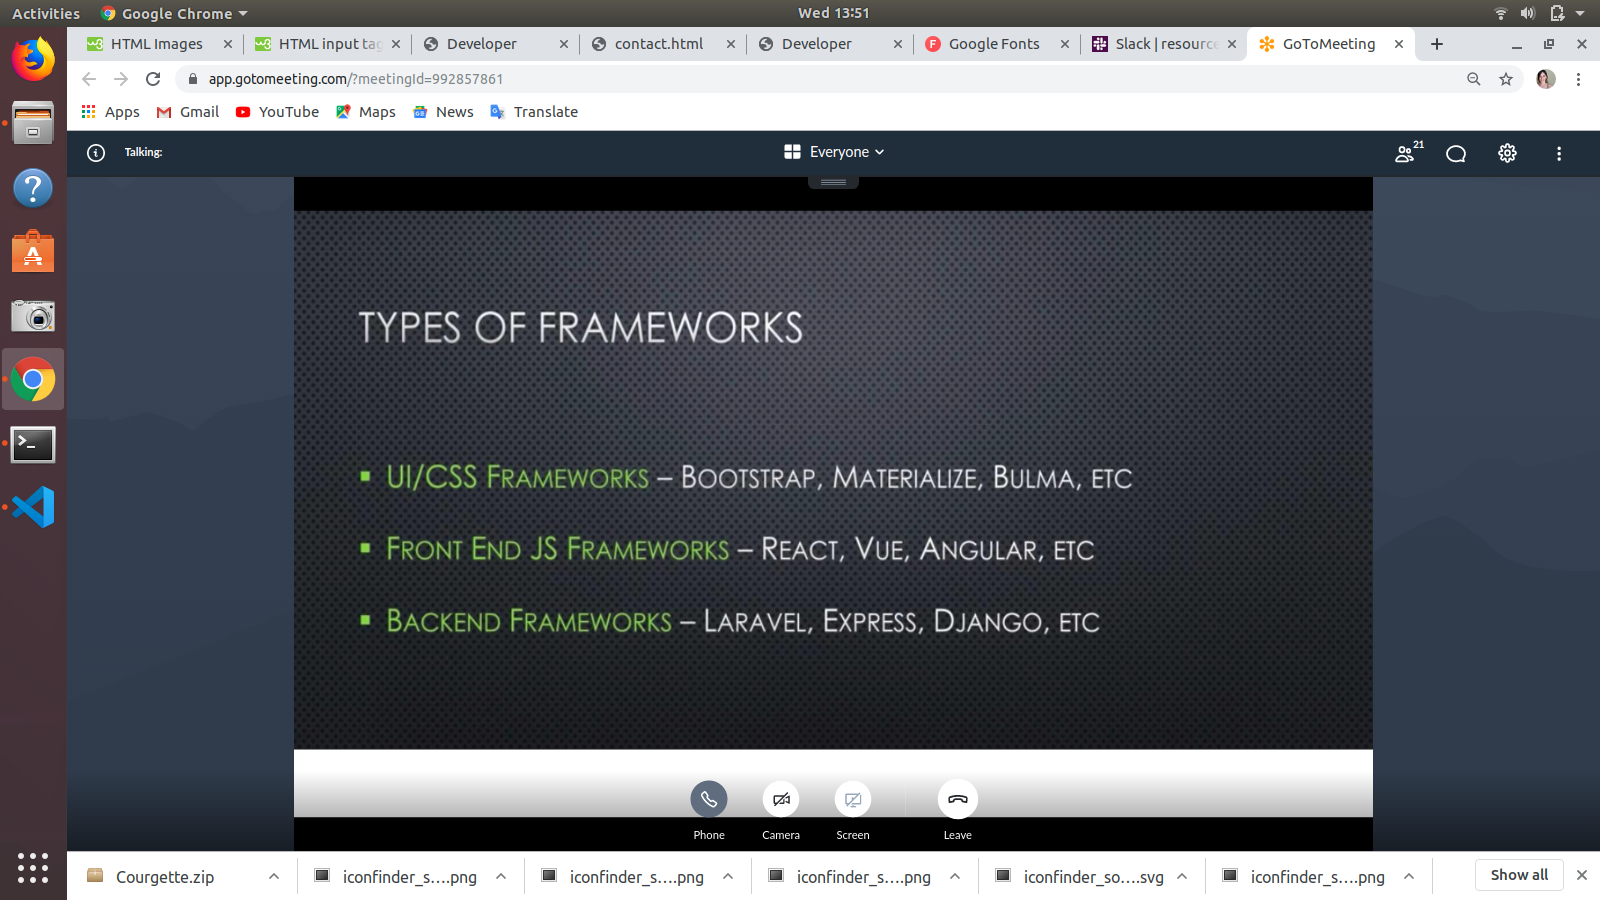 Activities Google Chrome Wed 13:51
HTML Images HTML input tag Developer contact.html Developer Google Fonts Slack | resource GoToMeeting
app.gotomeeting.com/?meetingId=992857861
Apps Gmail YouTube Maps News Translate
Talking: Everyone 21
TYPES OF FRAMEWORKS
UI/CSS FRAMEWORKS – BOOTSTRAP, MATERIALIZE, BULMA, ETC
FRONT END JS FRAMEWORKS – REACT, VUE, ANGULAR, ETC
BACKEND FRAMEWORKS – LARAVEL, EXPRESS, DJANGO, ETC
Phone Camera Screen Leave
Courgette.zip iconfinder_s....png iconfinder_s....png iconfinder_s....png iconfinder_so....svg iconfinder_s....png Show all